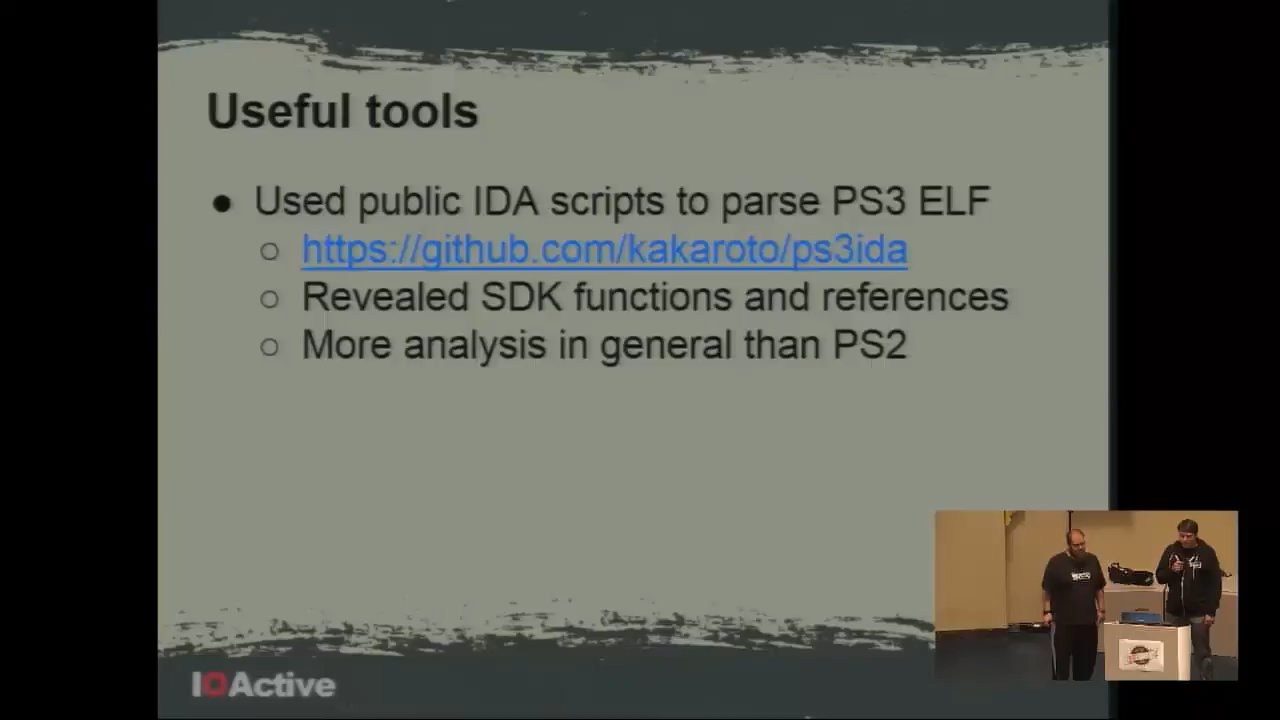 Useful tools
● Used public IDA scripts to parse PS3 ELF
○ https://github.com/kakaroto/ps3ida
○ Revealed SDK functions and references
○ More analysis in general than PS2
IOActive